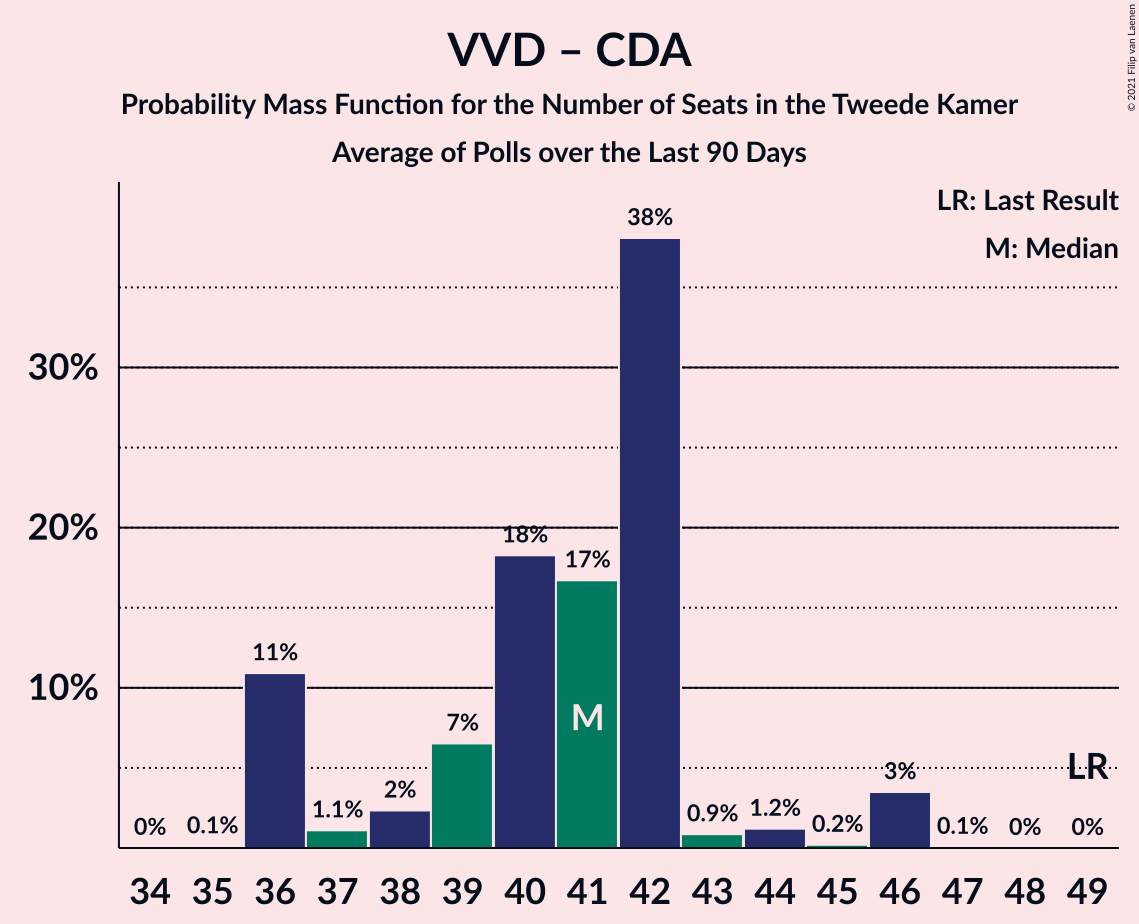 VVD – CDA
Probability Mass Function for the Number of Seats in the Tweede Kamer
Average of Polls over the Last 90 Days
© 2021 Filip van Laenen
LR: Last Result
M: Median
30%
20%
10%
0%
0.1%
11%
1.1%
2%
7%
18%
17%
38%
0.9%
1.2%
0.2%
3%
0.1%
0%
0%
M
LR
34 35 36 37 38 39 40 41 42 43 44 45 46 47 48 49